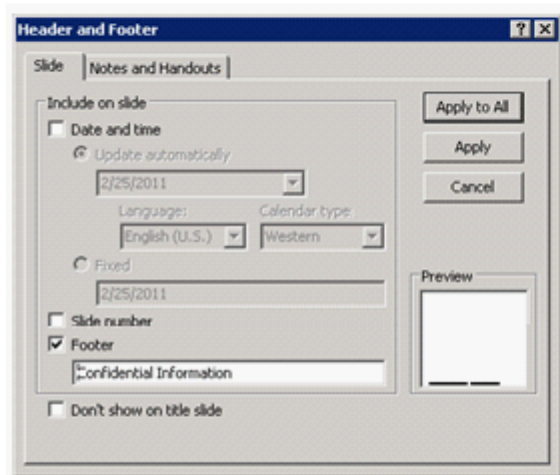 Header and Footer
Slide
Notes and Handouts
Include on slide
Date and time
Update automatically
2/25/2011
Language:
Calendar type
English (U.S.)
Western
Fixed
2/25/2011
Slide number
Footer
Confidential Information
Don't show on title slide
Apply to All
Apply
Cancel
Preview